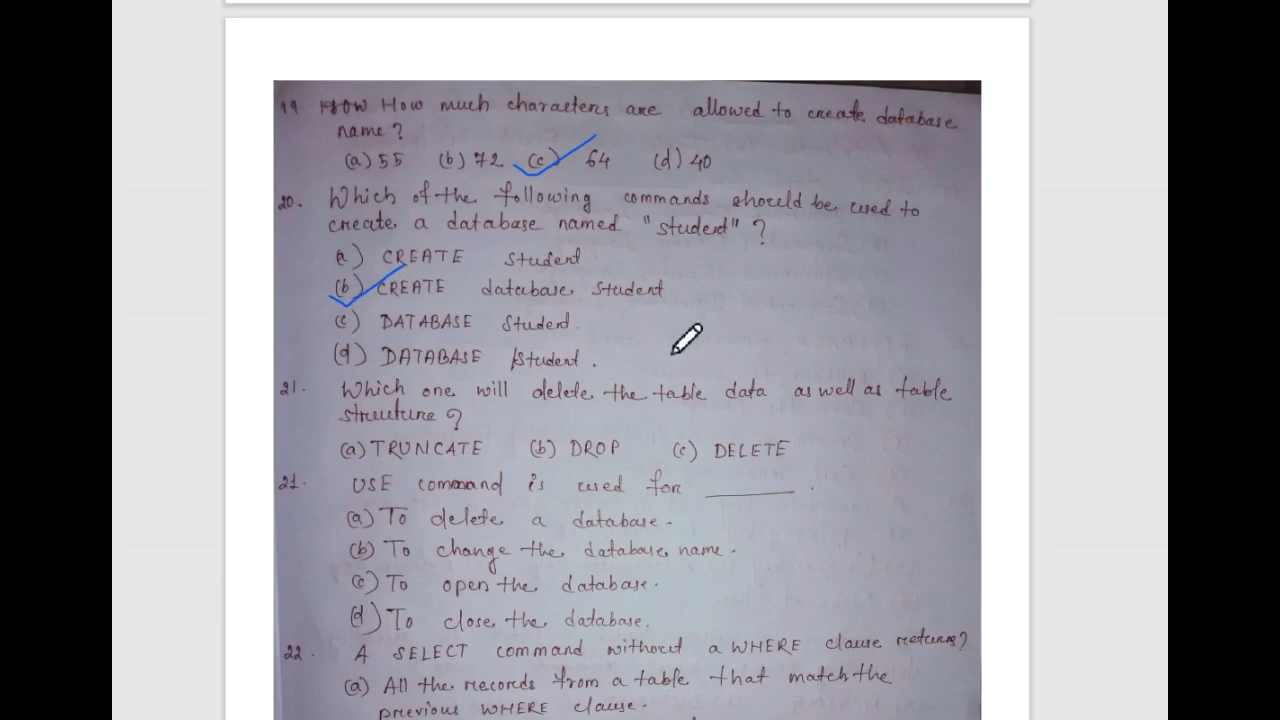 19 How How much characters are allowed to create database
name?
(a) 55 (b) 72 (c) 64 (d) 40
20. Which of the following commands should be used to
create a database named "student" ?
(a) CREATE student
(b) CREATE database student.
(c) DATABASE student.
(d) DATABASE student.
21. Which one will delete the table data as well as table
structure ?
(a) TRUNCATE (b) DROP (c) DELETE
21. USE command is used for ______ .
(a) To delete a database.
(b) To change the database name.
(c) To open the database.
(d) To close the database.
22. A SELECT command without a WHERE clause returns?
(a) All the records from a table that match the
previous WHERE clause.